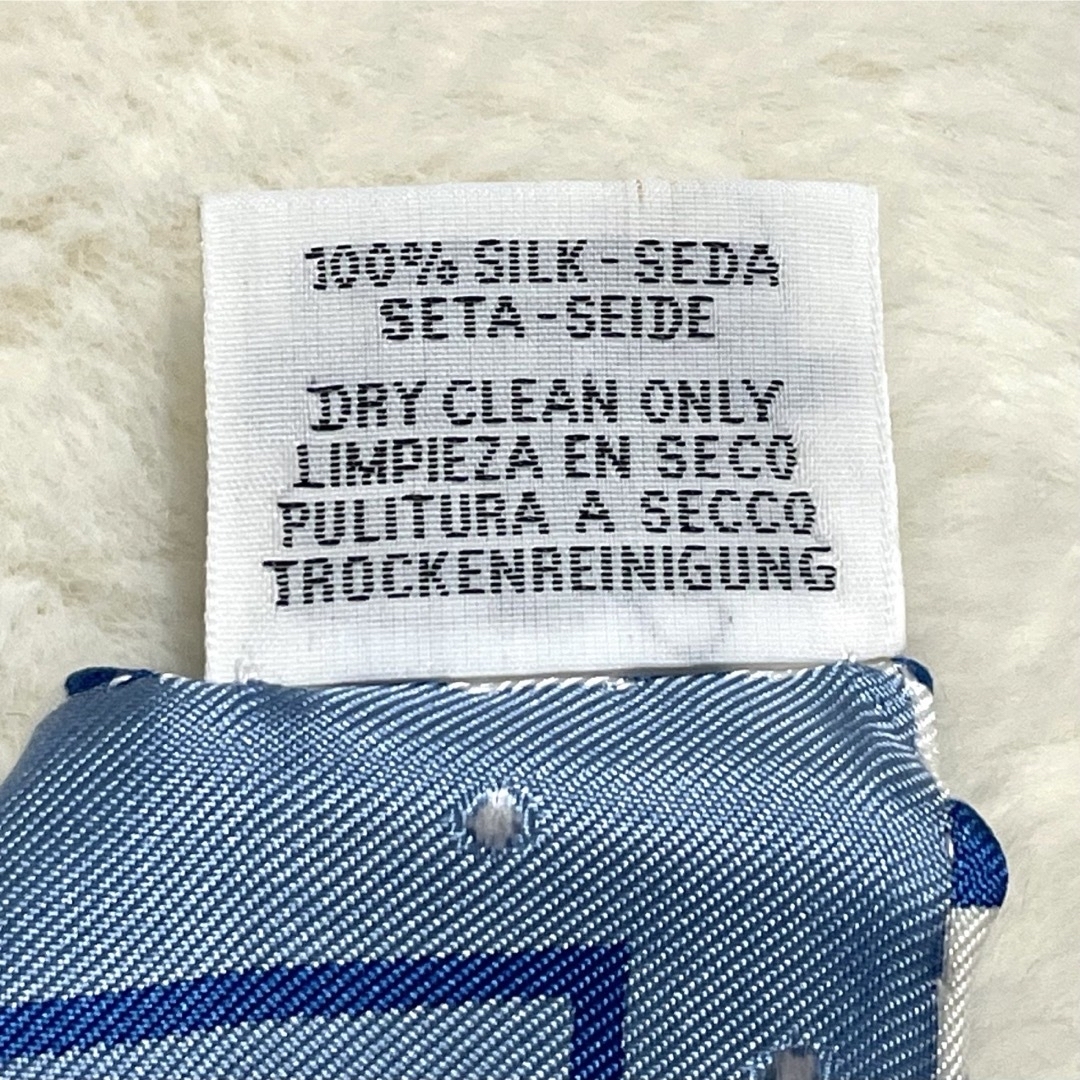 100% SILK - SEDA
SETA - SEIDE
DRY CLEAN ONLY
LIMPIEZA EN SECO
PULITURA A SECCO
TROCKENREINIGUNG